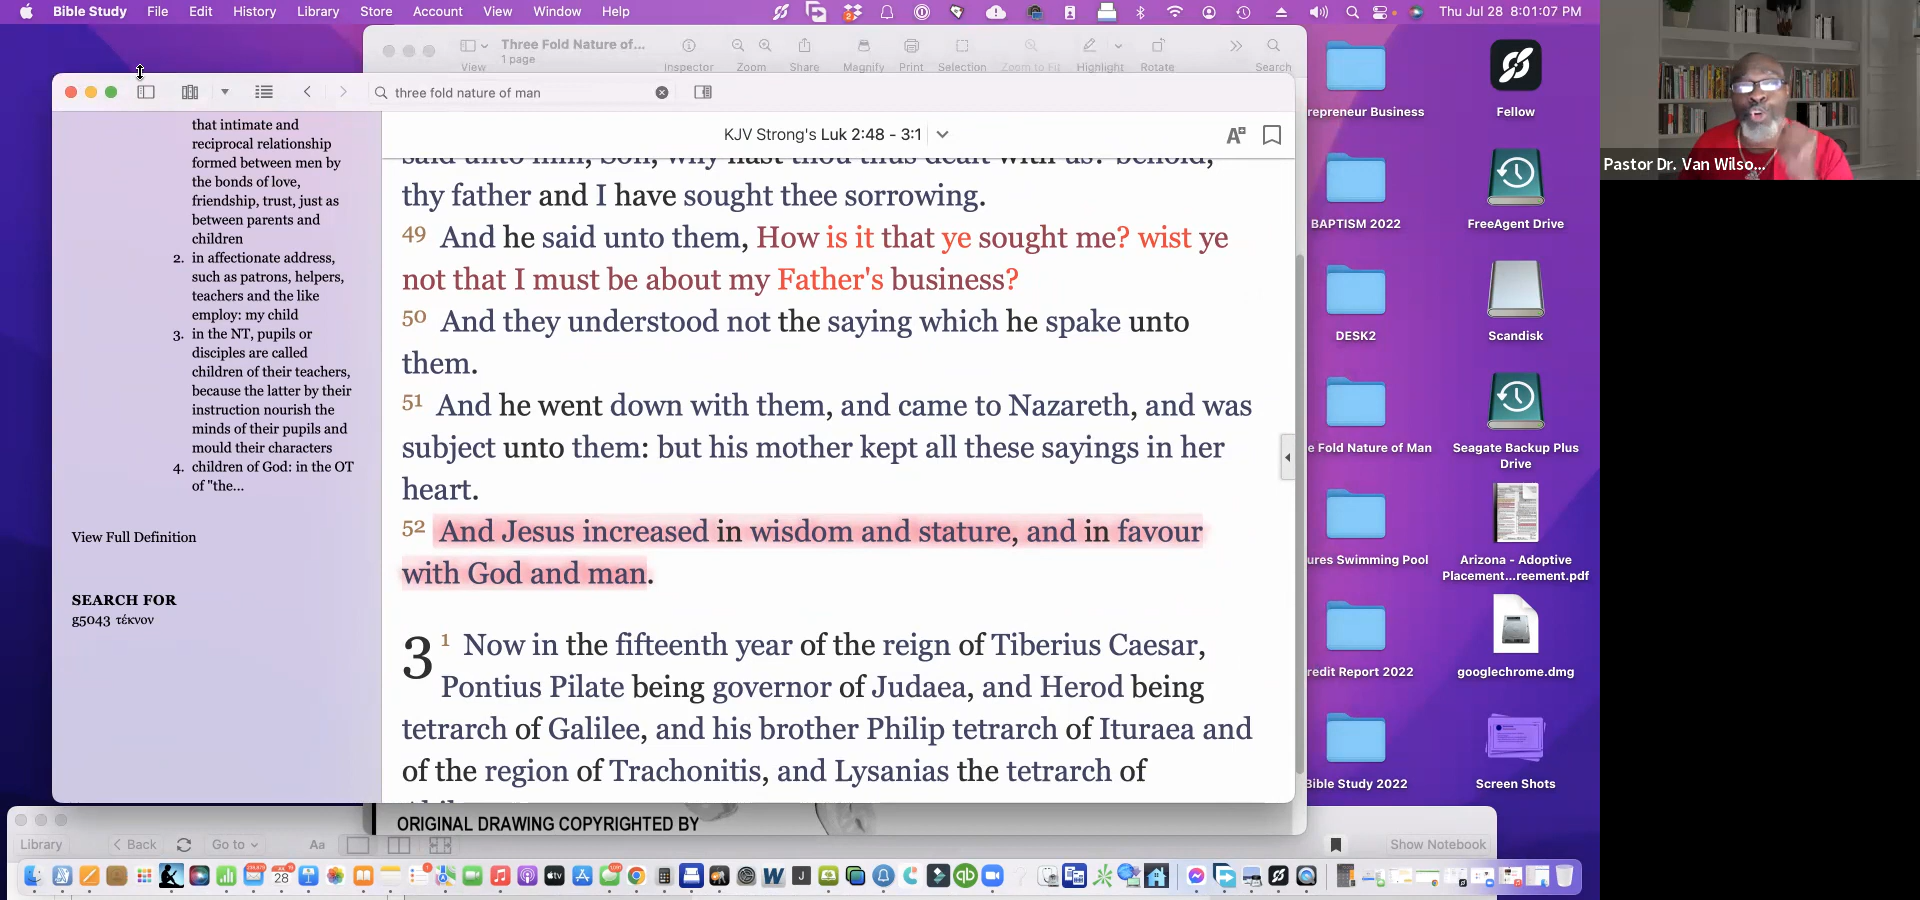 Bible Study File Edit History Library Store Account View Window Help
Thu Jul 28 8:01:07 PM
Three Fold Nature of...
1 page
View Inspector Zoom Share Magnify Print Selection Zoom to Fit Highlight Rotate Search
three fold nature of man
that intimate and
reciprocal relationship
formed between men by
the bonds of love,
friendship, trust, just as
between parents and
children
2. in affectionate address,
such as patrons, helpers,
teachers and the like
employ: my child
3. in the NT, pupils or
disciples are called
children of their teachers,
because the latter by their
instruction nourish the
minds of their pupils and
mould their characters
4. children of God: in the OT
of "the...
View Full Definition
SEARCH FOR
g5043 τέκνον
KJV Strong's Luk 2:48 - 3:1
said unto him, Son, why hast thou thus dealt with us? behold,
thy father and I have sought thee sorrowing.
49 And he said unto them, How is it that ye sought me? wist ye
not that I must be about my Father's business?
50 And they understood not the saying which he spake unto
them.
51 And he went down with them, and came to Nazareth, and was
subject unto them: but his mother kept all these sayings in her
heart.
52 And Jesus increased in wisdom and stature, and in favour
with God and man.
3 1 Now in the fifteenth year of the reign of Tiberius Caesar,
Pontius Pilate being governor of Judaea, and Herod being
tetrarch of Galilee, and his brother Philip tetrarch of Ituraea and
of the region of Trachonitis, and Lysanias the tetrarch of
ORIGINAL DRAWING COPYRIGHTED BY
Library Back Go to Aa Show Notebook
repreneur Business
Fellow
BAPTISM 2022
FreeAgent Drive
DESK2
Scandisk
e Fold Nature of Man
Seagate Backup Plus
Drive
ures Swimming Pool
Arizona - Adoptive
Placement...reement.pdf
redit Report 2022
googlechrome.dmg
Bible Study 2022
Screen Shots
Pastor Dr. Van Wilso...